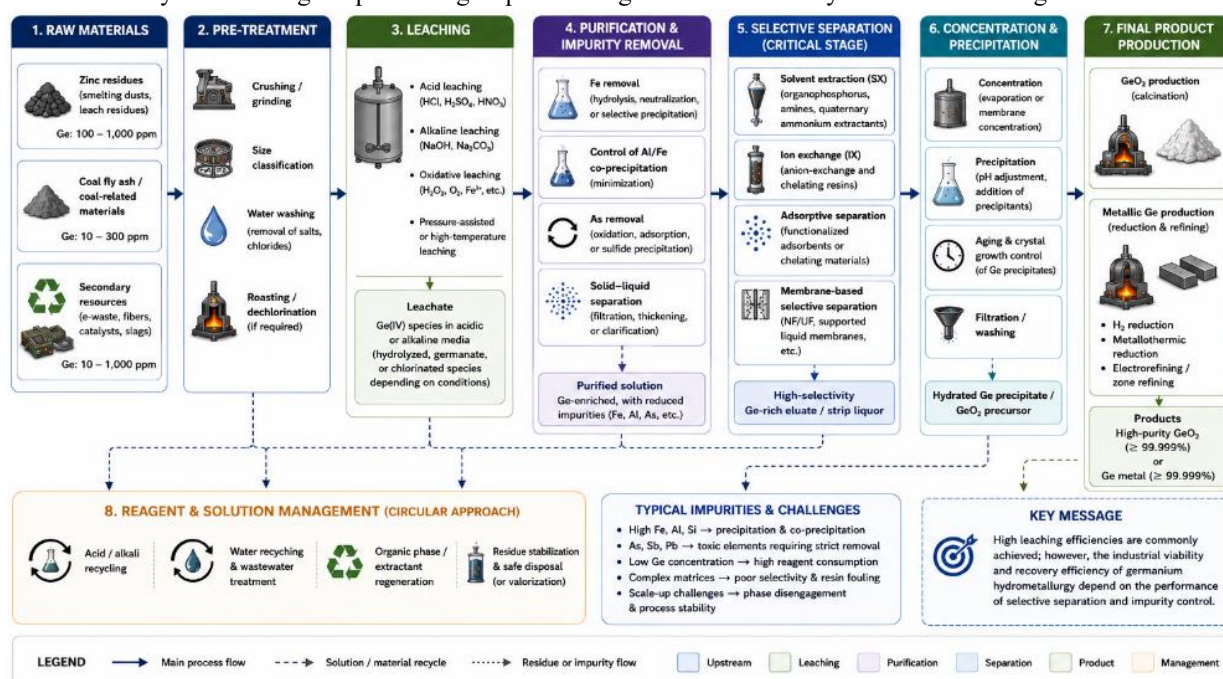 1. RAW MATERIALS
Zinc residues
(smelting dusts,
leach residues)
Ge: 100 – 1,000 ppm
Coal fly ash /
coal-related
materials
Ge: 10 – 300 ppm
Secondary
resources
(e-waste, fibers,
catalysts, slags)
Ge: 10 – 1,000 ppm
2. PRE-TREATMENT
Crushing /
grinding
Size
classification
Water washing
(removal of salts,
chlorides)
Roasting /
dechlorination
(if required)
3. LEACHING
• Acid leaching
(HCl, H₂SO₄, HNO₃)
• Alkaline leaching
(NaOH, Na₂CO₃)
• Oxidative leaching
(H₂O₂, O₂, Fe³⁺, etc.)
• Pressure-assisted
or high-temperature
leaching
Leachate
Ge(IV) species in acidic
or alkaline media
(hydrolyzed, germanate,
or chlorinated species
depending on conditions)
4. PURIFICATION &
IMPURITY REMOVAL
Fe removal
(hydrolysis, neutralization,
or selective precipitation)
Control of Al/Fe
co-precipitation
(minimization)
As removal
(oxidation, adsorption,
or sulfide precipitation)
Solid–liquid
separation
(filtration, thickening,
or clarification)
Purified solution
Ge-enriched, with reduced
impurities (Fe, Al, As, etc.)
5. SELECTIVE SEPARATION
(CRITICAL STAGE)
Solvent extraction (SX)
(organophosphorus,
amines, quaternary
ammonium extractants)
Ion exchange (IX)
(anion-exchange and
chelating resins)
Adsorptive separation
(functionalized
adsorbents or
chelating materials)
Membrane-based
selective separation
(NF/UF, supported
liquid membranes,
etc.)
High-selectivity
Ge-rich eluate / strip liquor
6. CONCENTRATION &
PRECIPITATION
Concentration
(evaporation or
membrane
concentration)
Precipitation
(pH adjustment,
addition of
precipitants)
Aging & crystal
growth control
(of Ge precipitates)
Filtration /
washing
Hydrated Ge precipitate /
GeO₂ precursor
7. FINAL PRODUCT
PRODUCTION
GeO₂ production
(calcination)
Metallic Ge production
(reduction & refining)
• H₂ reduction
• Metallothermic
reduction
• Electrorefining /
zone refining
Products
High-purity GeO₂
(≥ 99.999%)
or
Ge metal (≥ 99.999%)
8. REAGENT & SOLUTION MANAGEMENT (CIRCULAR APPROACH)
Acid / alkali
recycling
Water recycling
& wastewater
treatment
Organic phase /
extractant
regeneration
Residue stabilization
& safe disposal
(or valorization)
TYPICAL IMPURITIES & CHALLENGES
• High Fe, Al, Si → precipitation & co-precipitation
• As, Sb, Pb → toxic elements requiring strict removal
• Low Ge concentration → high reagent consumption
• Complex matrices → poor selectivity & resin fouling
• Scale-up challenges → phase disengagement
& process stability
KEY MESSAGE
High leaching efficiencies are commonly
achieved; however, the industrial viability
and recovery efficiency of germanium
hydrometallurgy depend on the performance
of selective separation and impurity control.
LEGEND
Main process flow
Solution / material recycle
Residue or impurity flow
Upstream
Leaching
Purification
Separation
Product
Management